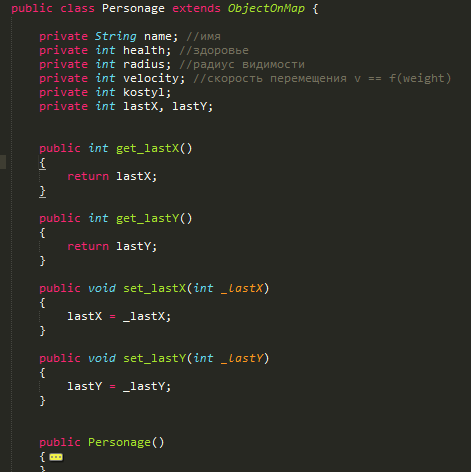 public class Personage extends ObjectOnMap {
private String name; //имя
private int health; //здоровье
private int radius; //радиус видимости
private int velocity; //скорость перемещения v == f(weight)
private int kostyl;
private int lastX, lastY;
public int get_lastX()
{
return lastX;
}
public int get_lastY()
{
return lastY;
}
public void set_lastX(int _lastX)
{
lastX = _lastX;
}
public void set_lastY(int _lastY)
{
lastY = _lastY;
}
public Personage()
{
}